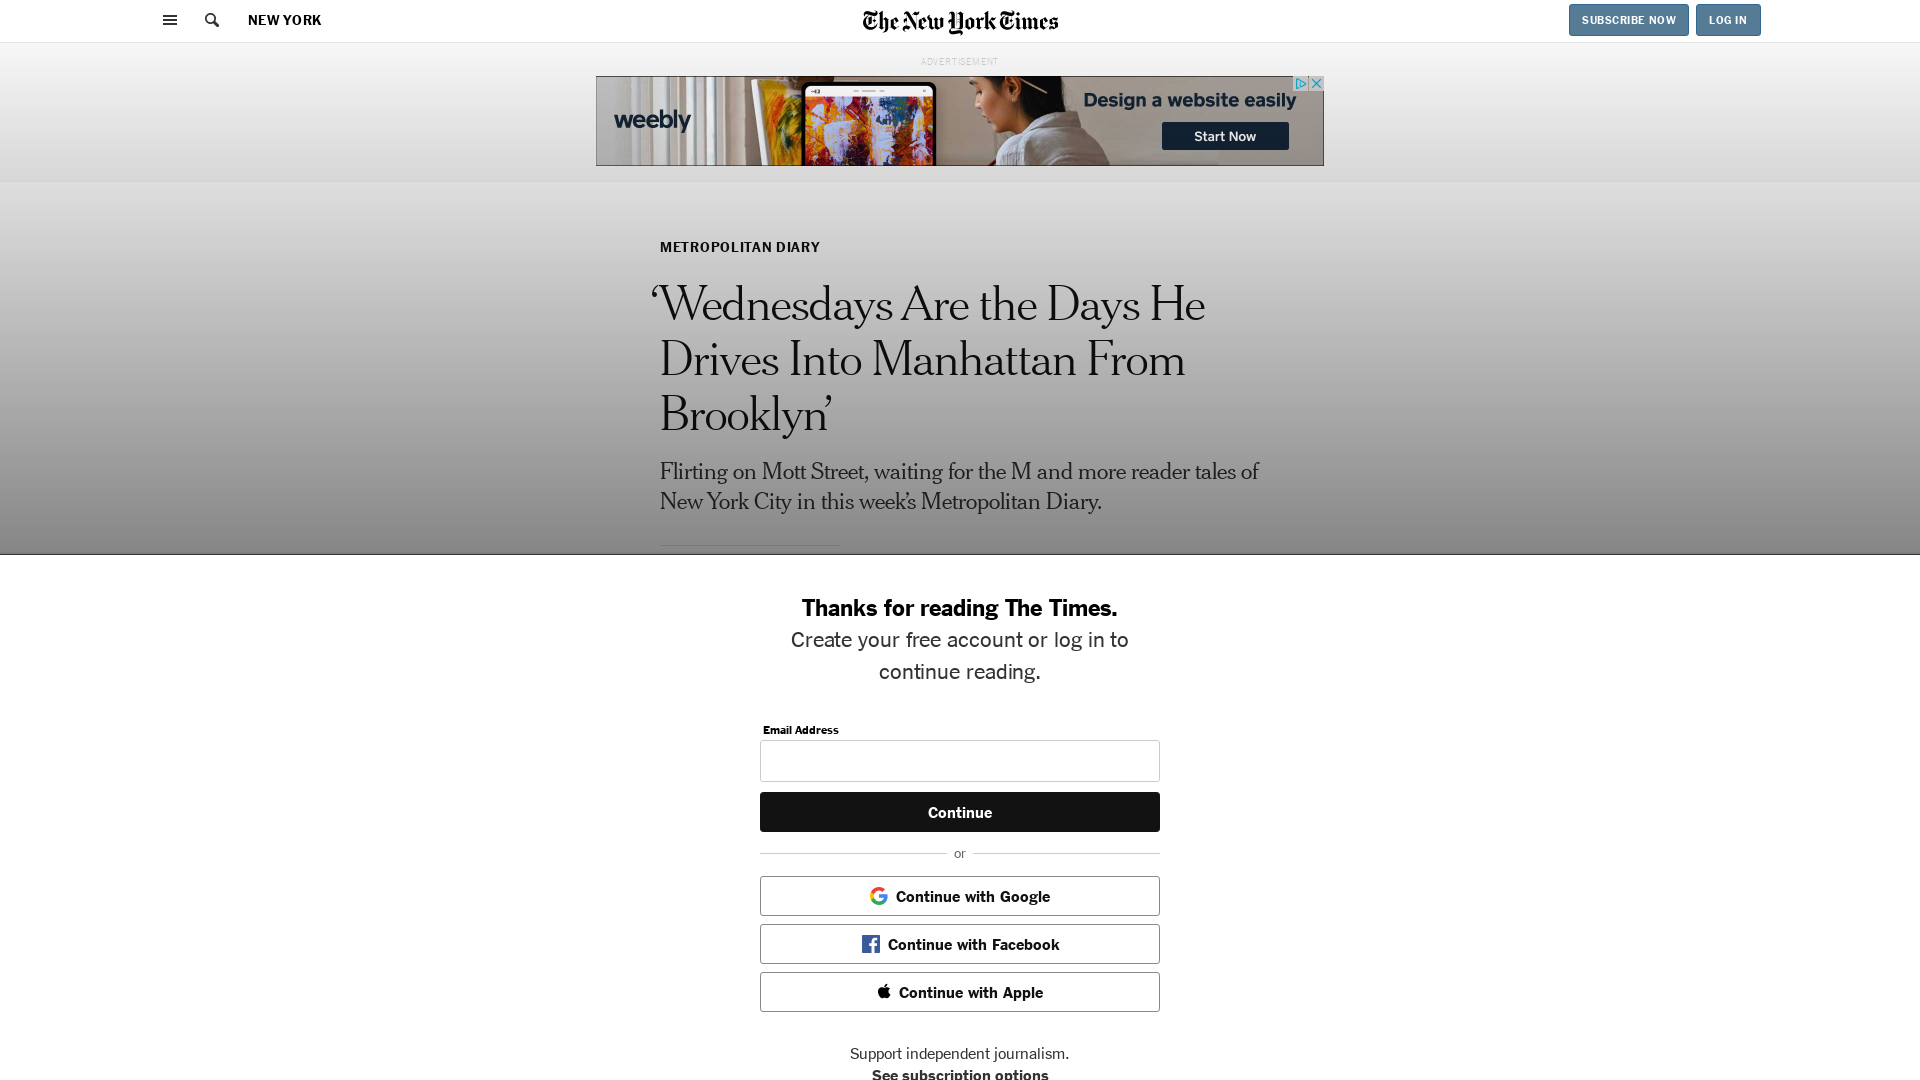 NEW YORK
The New York Times
SUBSCRIBE NOW
LOG IN
ADVERTISEMENT
weebly
Design a website easily
Start Now
METROPOLITAN DIARY
‘Wednesdays Are the Days He
Drives Into Manhattan From
Brooklyn’
Flirting on Mott Street, waiting for the M and more reader tales of
New York City in this week’s Metropolitan Diary.
Thanks for reading The Times.
Create your free account or log in to
continue reading.
Email Address
Continue
or
Continue with Google
Continue with Facebook
Continue with Apple
Support independent journalism.
See subscription options